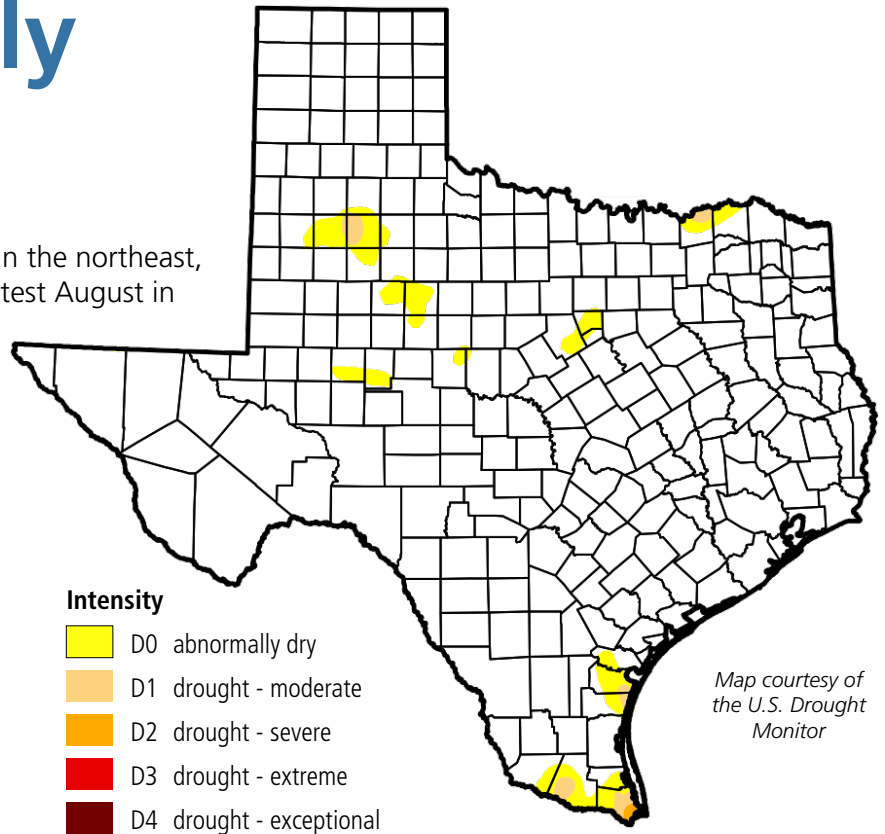 ly
n the northeast,
test August in
Intensity
D0 abnormally dry
D1 drought - moderate
D2 drought - severe
D3 drought - extreme
D4 drought - exceptional
Map courtesy of
the U.S. Drought
Monitor